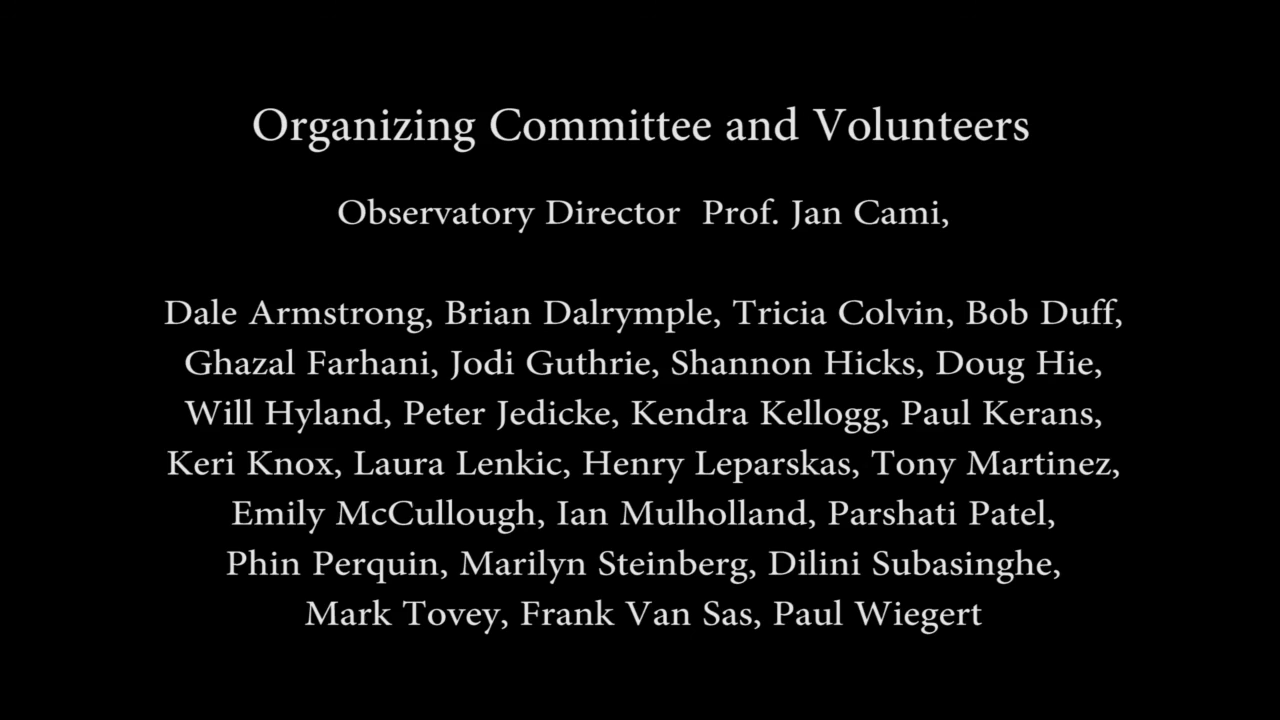 Organizing Committee and Volunteers
Observatory Director  Prof. Jan Cami,
Dale Armstrong, Brian Dalrymple, Tricia Colvin, Bob Duff,
Ghazal Farhani, Jodi Guthrie, Shannon Hicks, Doug Hie,
Will Hyland, Peter Jedicke, Kendra Kellogg, Paul Kerans,
Keri Knox, Laura Lenkic, Henry Leparskas, Tony Martinez,
Emily McCullough, Ian Mulholland, Parshati Patel,
Phin Perquin, Marilyn Steinberg, Dilini Subasinghe,
Mark Tovey, Frank Van Sas, Paul Wiegert